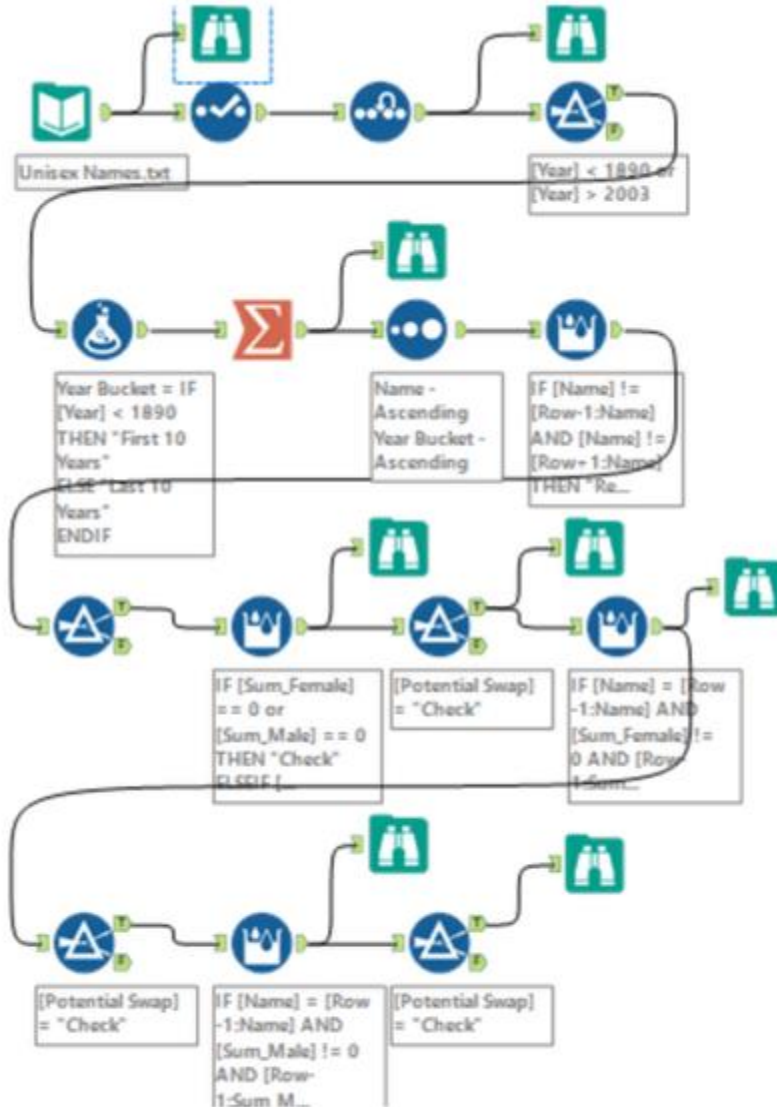 Unisex Names.txt
[Year] < 1890 or
[Year] > 2003
Year Bucket = IF
[Year] < 1890
THEN "First 10
Years"
ELSE "Last 10
Years"
ENDIF
Name -
Ascending
Year Bucket -
Ascending
IF [Name] !=
[Row-1:Name]
AND [Name] !=
[Row+1:Name]
THEN "Re...
T
F
T
F
IF [Sum_Female]
== 0 or
[Sum_Male] == 0
THEN "Check"
ELSEIF [...
T
F
[Potential Swap]
= "Check"
IF [Name] = [Row
-1:Name] AND
[Sum_Female] !=
0 AND [Row-
1:Sum...
T
F
[Potential Swap]
= "Check"
IF [Name] = [Row
-1:Name] AND
[Sum_Male] != 0
AND [Row-
1:Sum_M...
T
F
[Potential Swap]
= "Check"